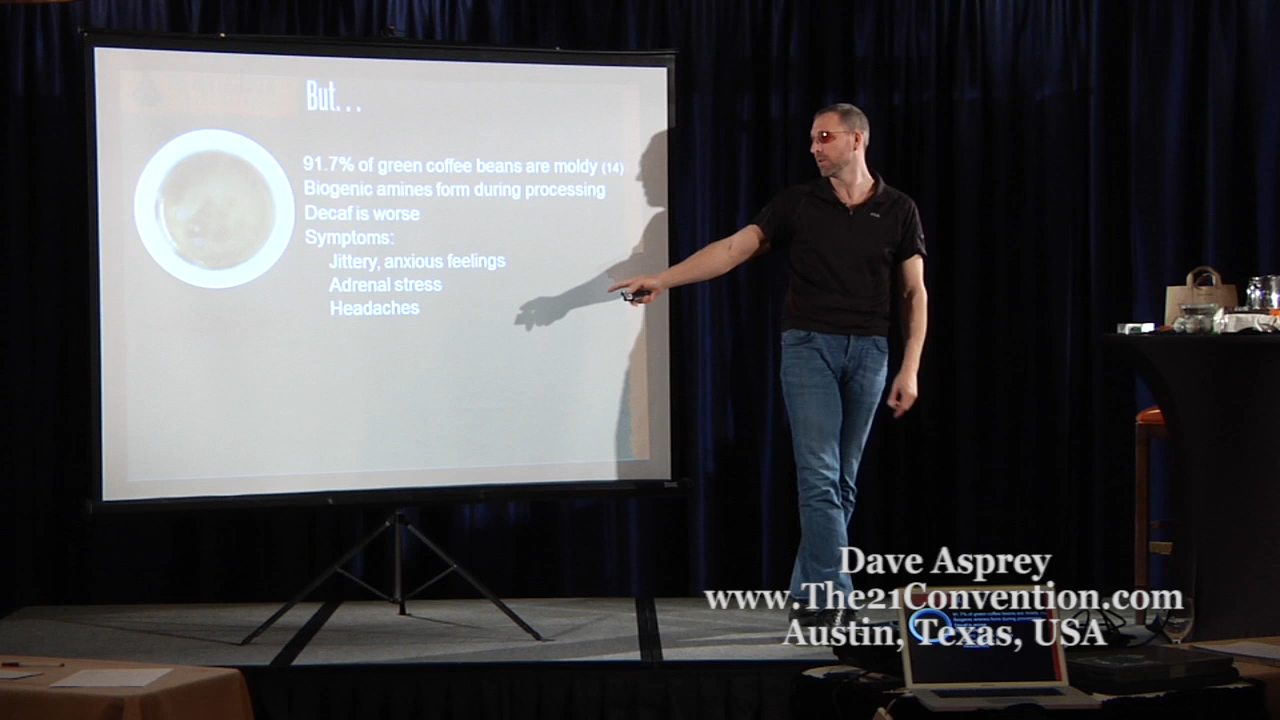 But...
91.7% of green coffee beans are moldy (14)
Biogenic amines form during processing
Decaf is worse
Symptoms:
Jittery, anxious feelings
Adrenal stress
Headaches
Dave Asprey
www.The21Convention.com
Austin, Texas, USA